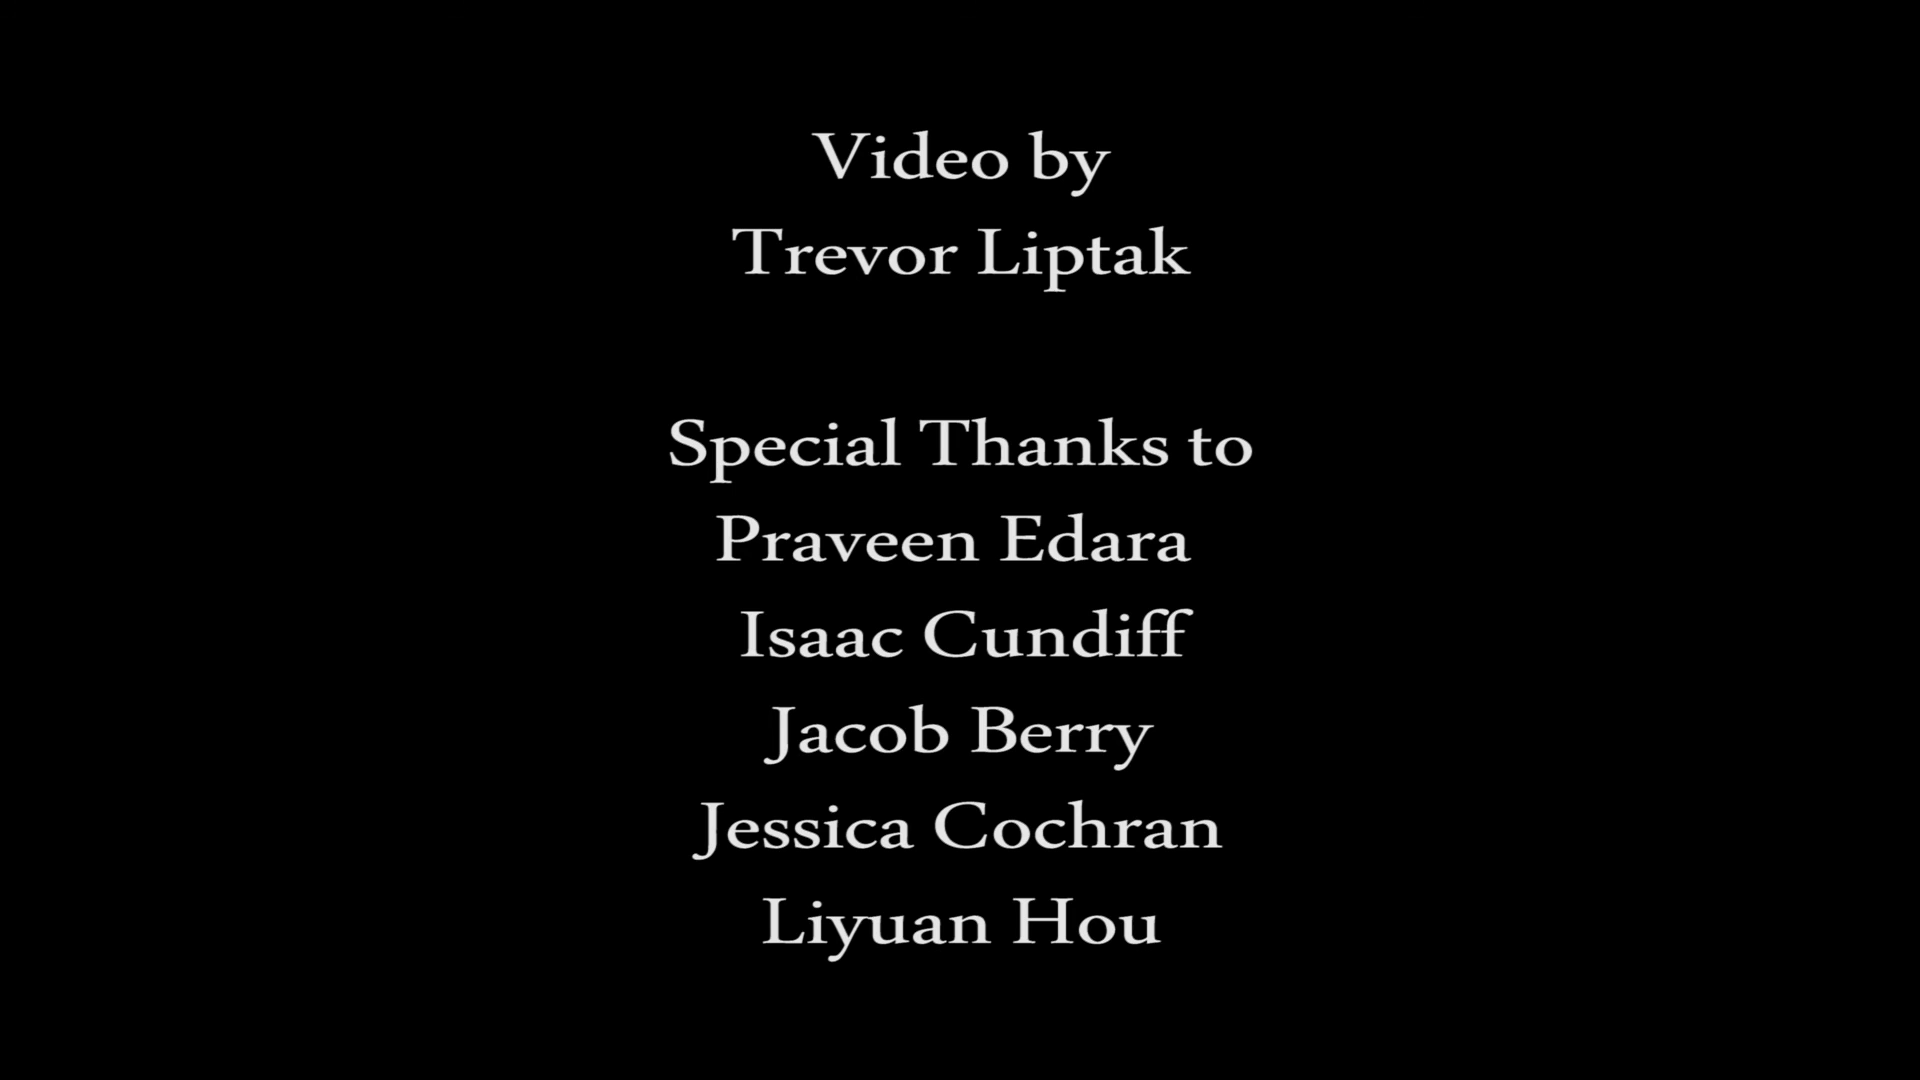 Video by
Trevor Liptak
Special Thanks to
Praveen Edara
Isaac Cundiff
Jacob Berry
Jessica Cochran
Liyuan Hou